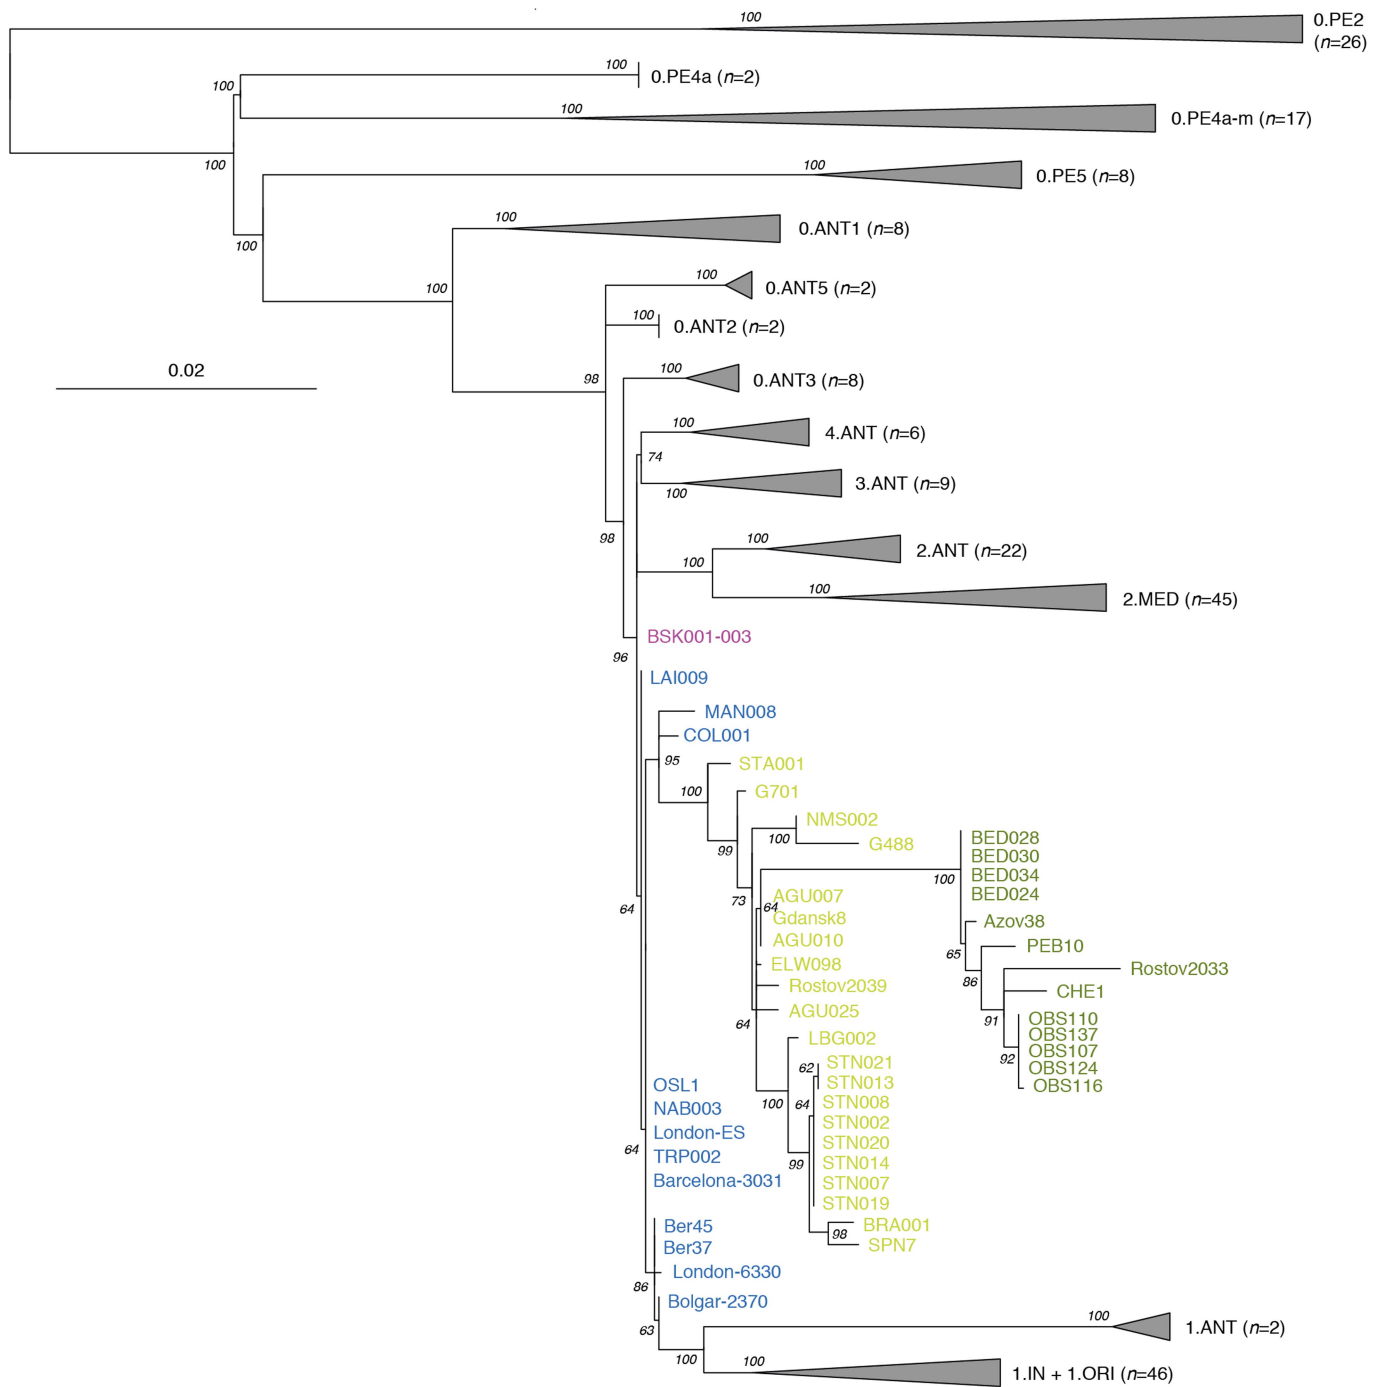 100
0.PE2
(n=26)
100
0.PE4a (n=2)
100
100
0.PE4a-m (n=17)
100
100
0.PE5 (n=8)
100
0.ANT1 (n=8)
100
100
100
0.ANT5 (n=2)
100
0.ANT2 (n=2)
0.02
98
100
0.ANT3 (n=8)
100
4.ANT (n=6)
74
100
3.ANT (n=9)
98
100
2.ANT (n=22)
100
100
2.MED (n=45)
BSK001-003
96
LAI009
MAN008
COL001
95
STA001
100
G701
NMS002
100
G488
99
BED028
BED030
BED034
BED024
100
73
64
AGU007
Gdansk8
AGU010
64
Azov38
65
PEB10
ELW098
86
Rostov2033
Rostov2039
CHE1
AGU025
91
64
OBS110
OBS137
OBS107
OBS124
OBS116
92
LBG002
62
STN021
STN013
OSL1
100
64
STN008
NAB003
STN002
London-ES
STN020
64
TRP002
99
STN014
Barcelona-3031
STN007
STN019
Ber45
BRA001
98
Ber37
SPN7
London-6330
86
Bolgar-2370
63
100
1.ANT (n=2)
100
100
1.IN + 1.ORI (n=46)